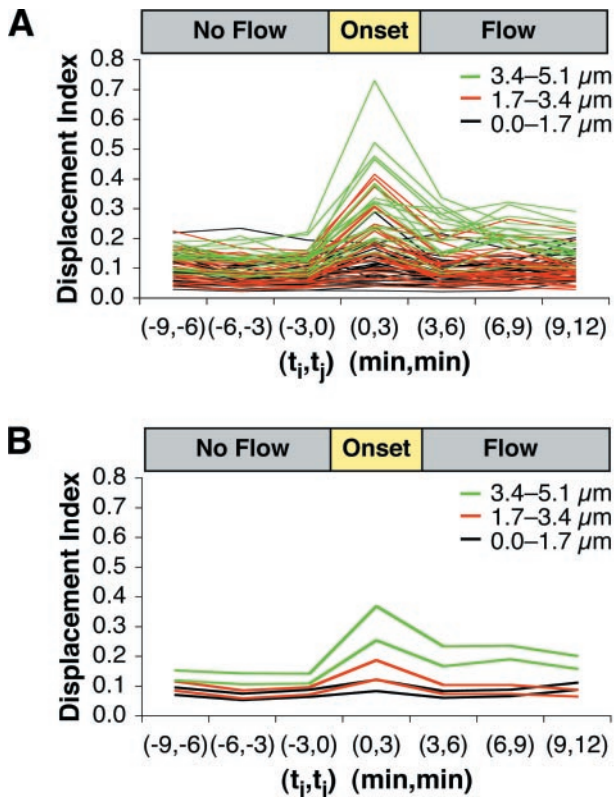 A
No Flow Onset Flow
0.8
0.7
0.6
0.5
0.4
0.3
0.2
0.1
0.0
Displacement Index
3.4–5.1 µm
1.7–3.4 µm
0.0–1.7 µm
(-9,-6) (-6,-3) (-3,0) (0,3) (3,6) (6,9) (9,12)
(ti,tj) (min,min)
B
No Flow Onset Flow
0.8
0.7
0.6
0.5
0.4
0.3
0.2
0.1
0.0
Displacement Index
3.4–5.1 µm
1.7–3.4 µm
0.0–1.7 µm
(-9,-6) (-6,-3) (-3,0) (0,3) (3,6) (6,9) (9,12)
(ti,tj) (min,min)